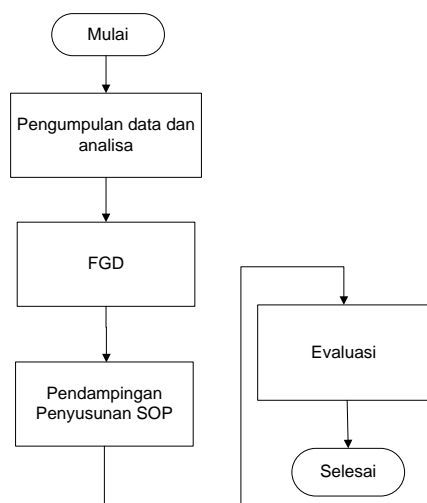 Mulai
Pengumpulan data dan
analisa
FGD
Pendampingan
Penyusunan SOP
Evaluasi
Selesai